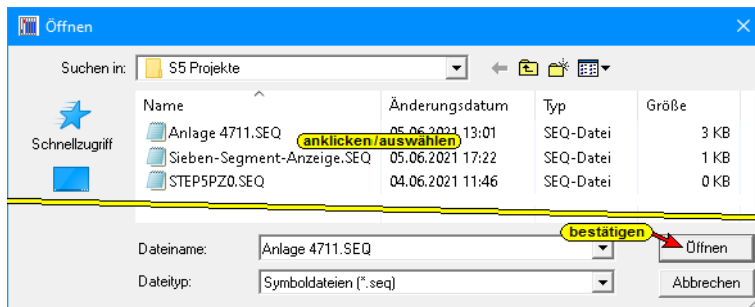 Öffnen
Suchen in: S5 Projekte
Name Änderungsdatum Typ Größe
Schnellzugriff
Anlage 4711.SEQ 05.06.2021 13:01 SEQ-Datei 3 KB
anklicken/auswählen
Sieben-Segment-Anzeige.SEQ 05.06.2021 17:22 SEQ-Datei 1 KB
STEP5PZ0.SEQ 04.06.2021 11:46 SEQ-Datei 0 KB
bestätigen
Dateiname: Anlage 4711.SEQ Öffnen
Dateityp: Symboldateien (*.seq) Abbrechen